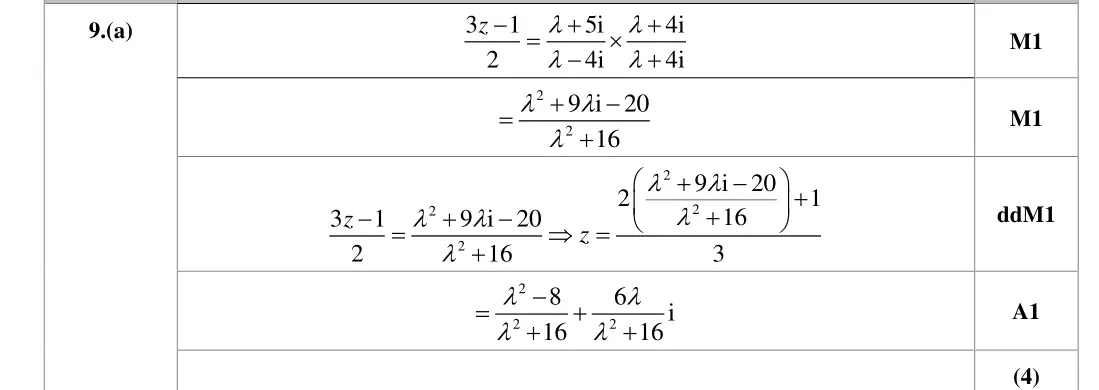 9.(a)
(3z − 1)/2 = (λ + 5i)/(λ − 4i) × (λ + 4i)/(λ + 4i) M1
= (λ² + 9λi − 20)/(λ² + 16) M1
(3z − 1)/2 = (λ² + 9λi − 20)/(λ² + 16) ⇒ z = (2((λ² + 9λi − 20)/(λ² + 16)) + 1)/3 ddM1
= (λ² − 8)/(λ² + 16) + 6λ/(λ² + 16) i A1
(4)